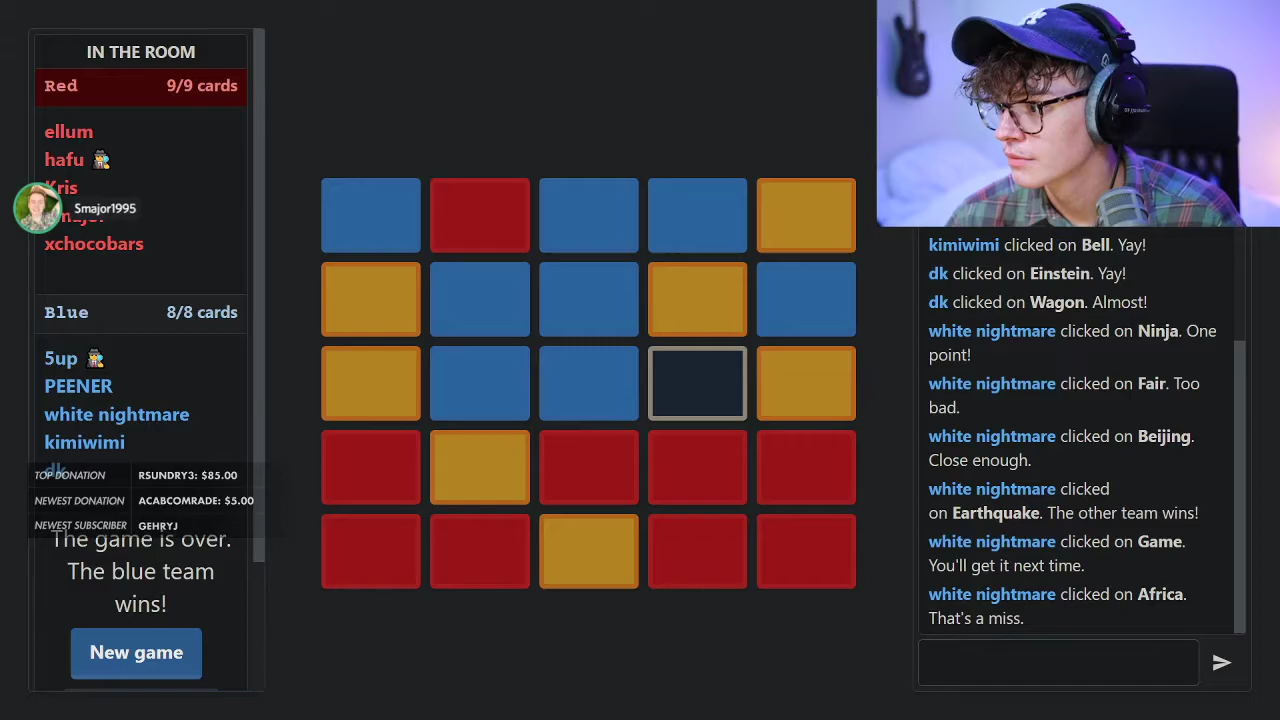 IN THE ROOM
Red 9/9 cards
ellum
hafu
Kris
Smajor1995
xchocobars
Blue 8/8 cards
5up
PEENER
white nightmare
kimiwimi
dk
TOP DONATION RSUNDRY3: $85.00
NEWEST DONATION ACABCOMRADE: $5.00
NEWEST SUBSCRIBER GEHRYJ
The game is over.
The blue team
wins!
New game
kimiwimi clicked on Bell. Yay!
dk clicked on Einstein. Yay!
dk clicked on Wagon. Almost!
white nightmare clicked on Ninja. One
point!
white nightmare clicked on Fair. Too
bad.
white nightmare clicked on Beijing.
Close enough.
white nightmare clicked
on Earthquake. The other team wins!
white nightmare clicked on Game.
You'll get it next time.
white nightmare clicked on Africa.
That's a miss.